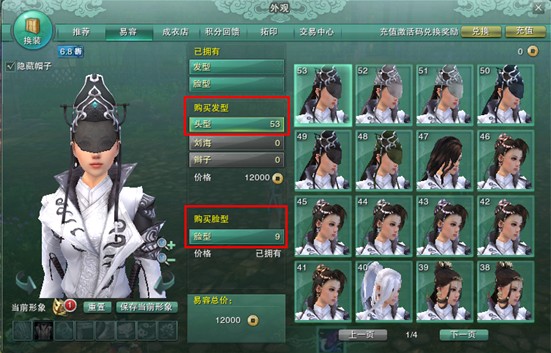 外观
换装
推荐 易容 成衣店 积分回馈 拓印 交易中心 充值激活码兑换奖励 兑换 充值
6.8折
0
隐藏帽子
已拥有
发型
脸型
购买发型
头型 53
刘海 0
辫子 0
价格 12000
购买脸型
脸型 9
价格 已拥有
易容总价：
12000
当前形象 1 重置 保存当前形象
53 52 51 50
49 48 47 46
45 44 43 42
41 40 39 38
上一页 1/4 下一页